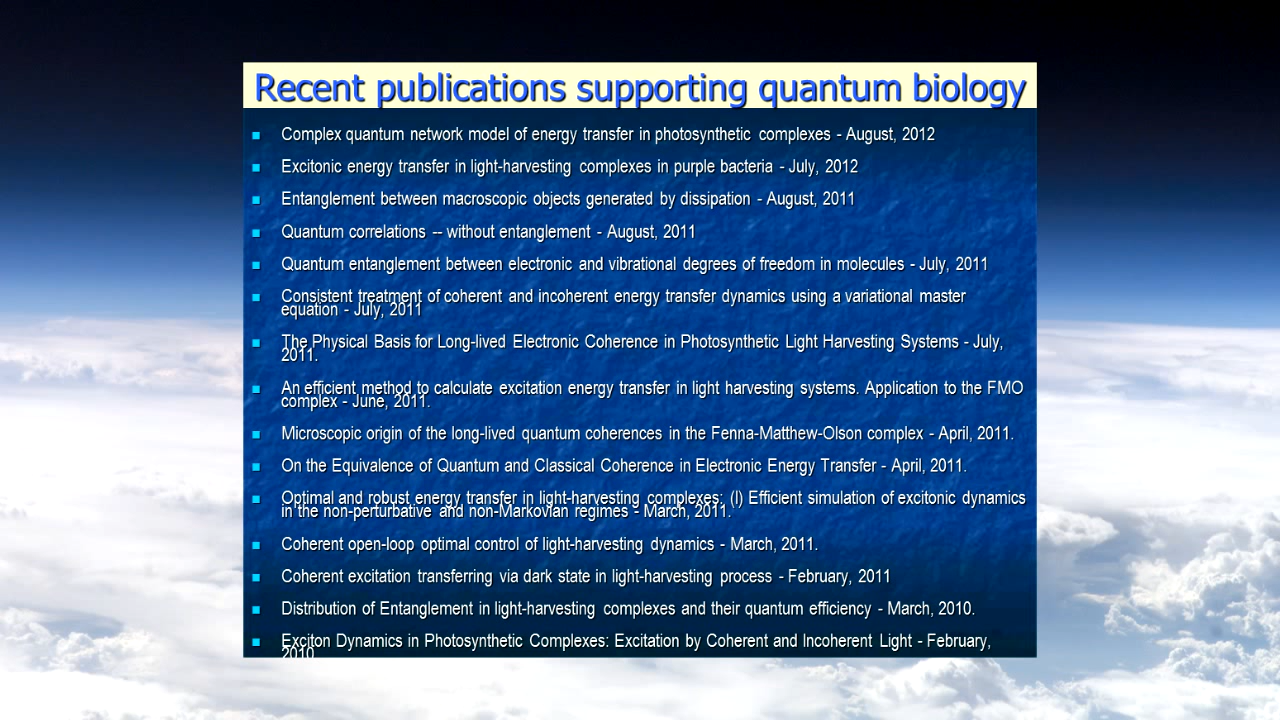 Recent publications supporting quantum biology
Complex quantum network model of energy transfer in photosynthetic complexes - August, 2012
Excitonic energy transfer in light-harvesting complexes in purple bacteria - July, 2012
Entanglement between macroscopic objects generated by dissipation - August, 2011
Quantum correlations -- without entanglement - August, 2011
Quantum entanglement between electronic and vibrational degrees of freedom in molecules - July, 2011
Consistent treatment of coherent and incoherent energy transfer dynamics using a variational master
equation - July, 2011
The Physical Basis for Long-lived Electronic Coherence in Photosynthetic Light Harvesting Systems - July,
2011.
An efficient method to calculate excitation energy transfer in light harvesting systems. Application to the FMO
complex - June, 2011.
Microscopic origin of the long-lived quantum coherences in the Fenna-Matthew-Olson complex - April, 2011.
On the Equivalence of Quantum and Classical Coherence in Electronic Energy Transfer - April, 2011.
Optimal and robust energy transfer in light-harvesting complexes: (I) Efficient simulation of excitonic dynamics
in the non-perturbative and non-Markovian regimes - March, 2011.
Coherent open-loop optimal control of light-harvesting dynamics - March, 2011.
Coherent excitation transferring via dark state in light-harvesting process - February, 2011
Distribution of Entanglement in light-harvesting complexes and their quantum efficiency - March, 2010.
Exciton Dynamics in Photosynthetic Complexes: Excitation by Coherent and Incoherent Light - February,
2010